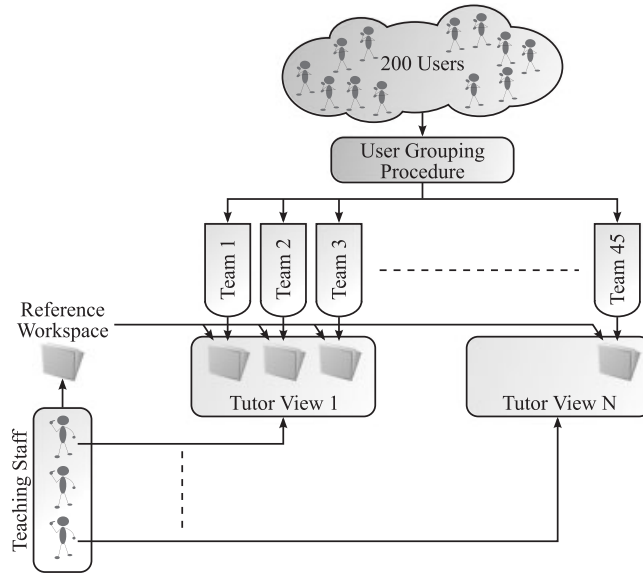 200 Users
User Grouping
Procedure
Team 1
Team 2
Team 3
Team 45
Reference
Workspace
Tutor View 1
Tutor View N
Teaching Staff